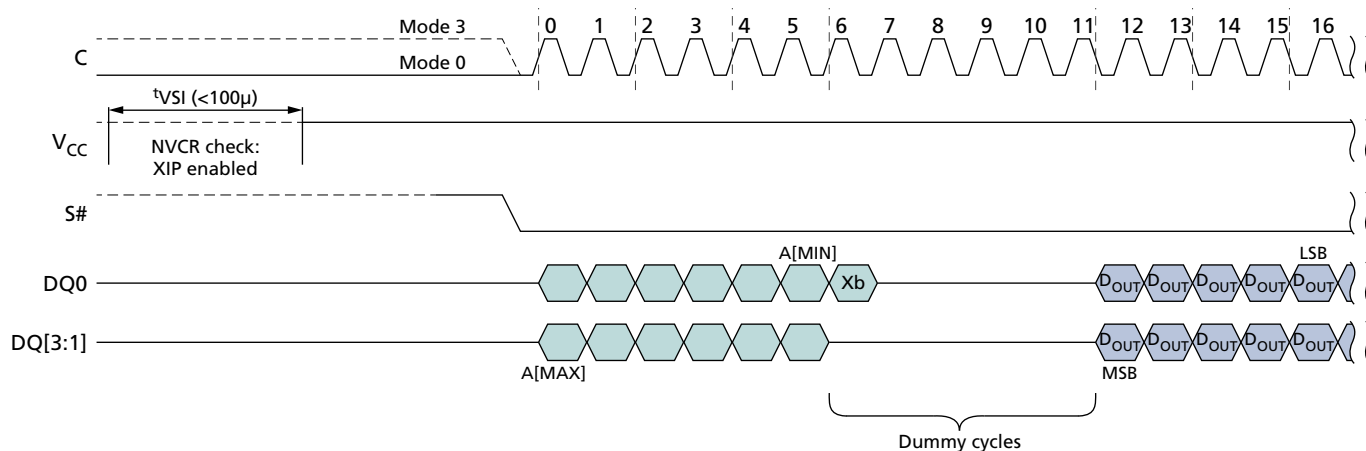 0 1 2 3 4 5 6 7 8 9 10 11 12 13 14 15 16
Mode 3
C
Mode 0
tVSI (<100μ)
VCC
NVCR check:
XIP enabled
S#
A[MIN] LSB
DQ0 Xb DOUT DOUT DOUT DOUT DOUT
DQ[3:1] DOUT DOUT DOUT DOUT DOUT
A[MAX] MSB
Dummy cycles